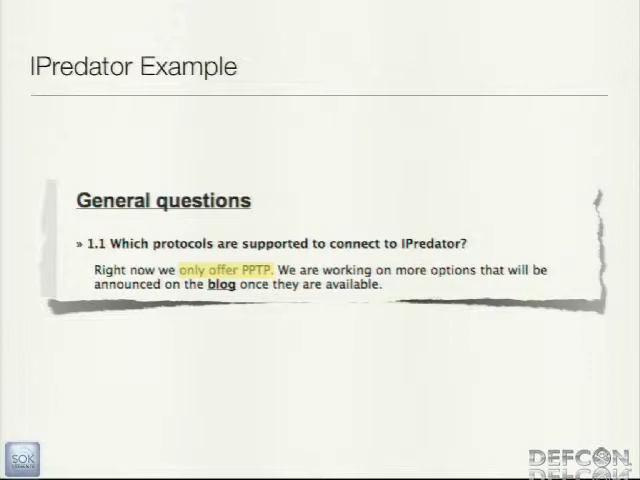 IPredator Example
General questions
» 1.1 Which protocols are supported to connect to IPredator?
Right now we only offer PPTP. We are working on more options that will be
announced on the blog once they are available.
SOK
DEFCON